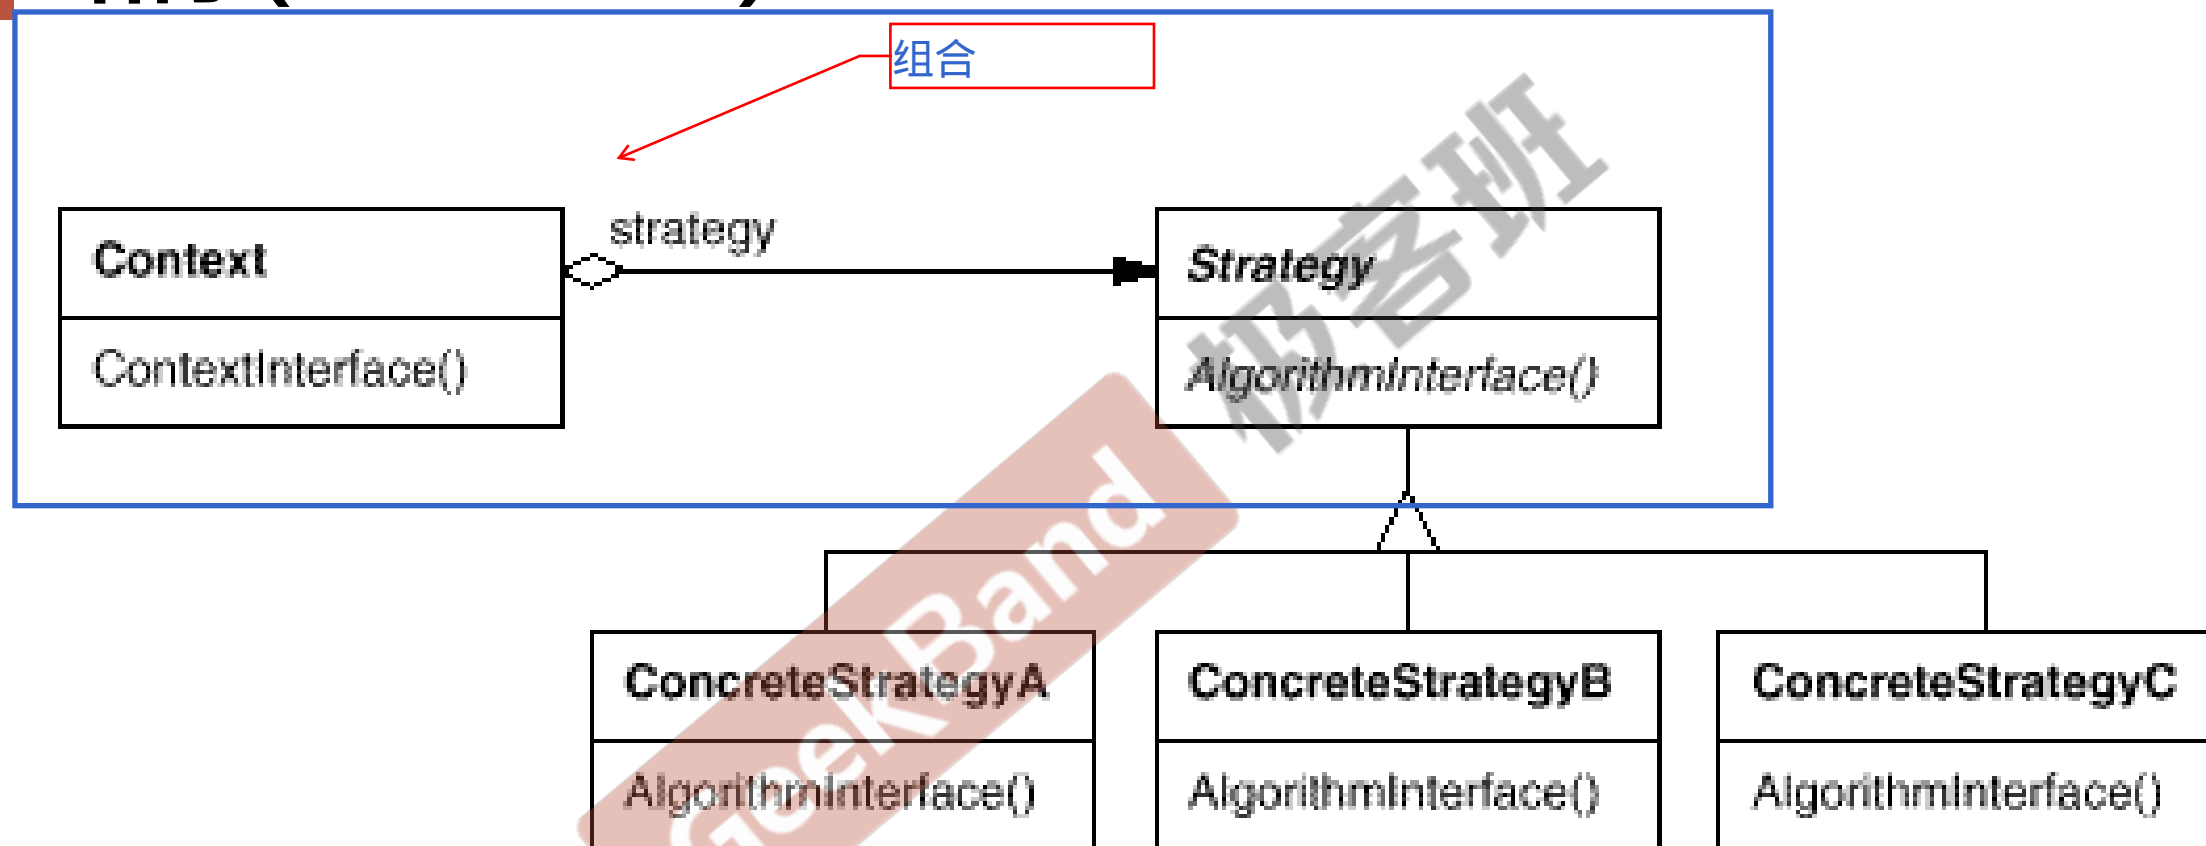 组合
strategy
Context
Strategy
ContextInterface()
AlgorithmInterface()
极客班
GeekBand
ConcreteStrategyA
ConcreteStrategyB
ConcreteStrategyC
AlgorithmInterface()
AlgorithmInterface()
AlgorithmInterface()